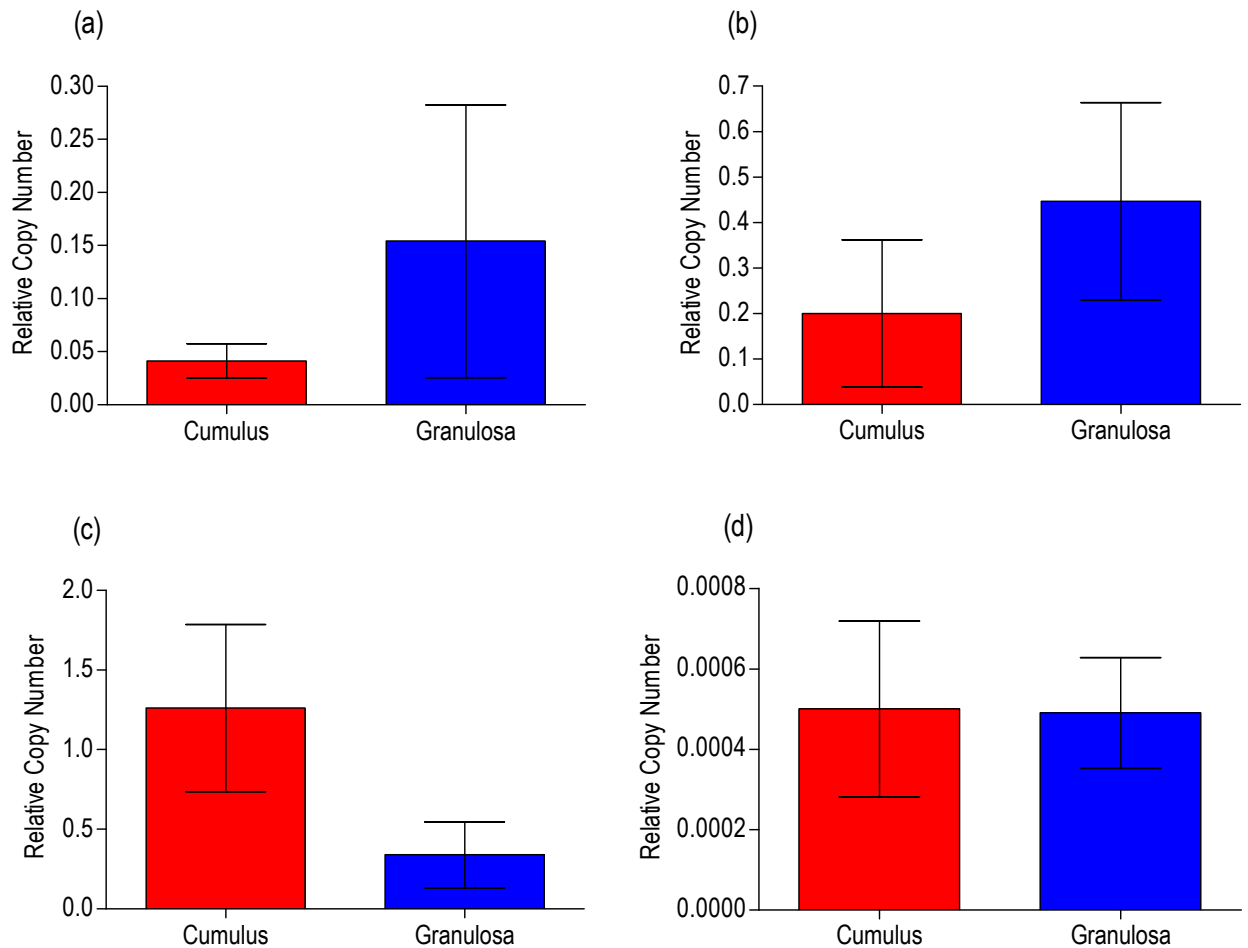 (a)
Relative Copy Number
0.30
0.25
0.20
0.15
0.10
0.05
0.00
Cumulus Granulosa
(b)
Relative Copy Number
0.7
0.6
0.5
0.4
0.3
0.2
0.1
0.0
Cumulus Granulosa
(c)
Relative Copy Number
2.0
1.5
1.0
0.5
0.0
Cumulus Granulosa
(d)
Relative Copy Number
0.0008
0.0006
0.0004
0.0002
0.0000
Cumulus Granulosa